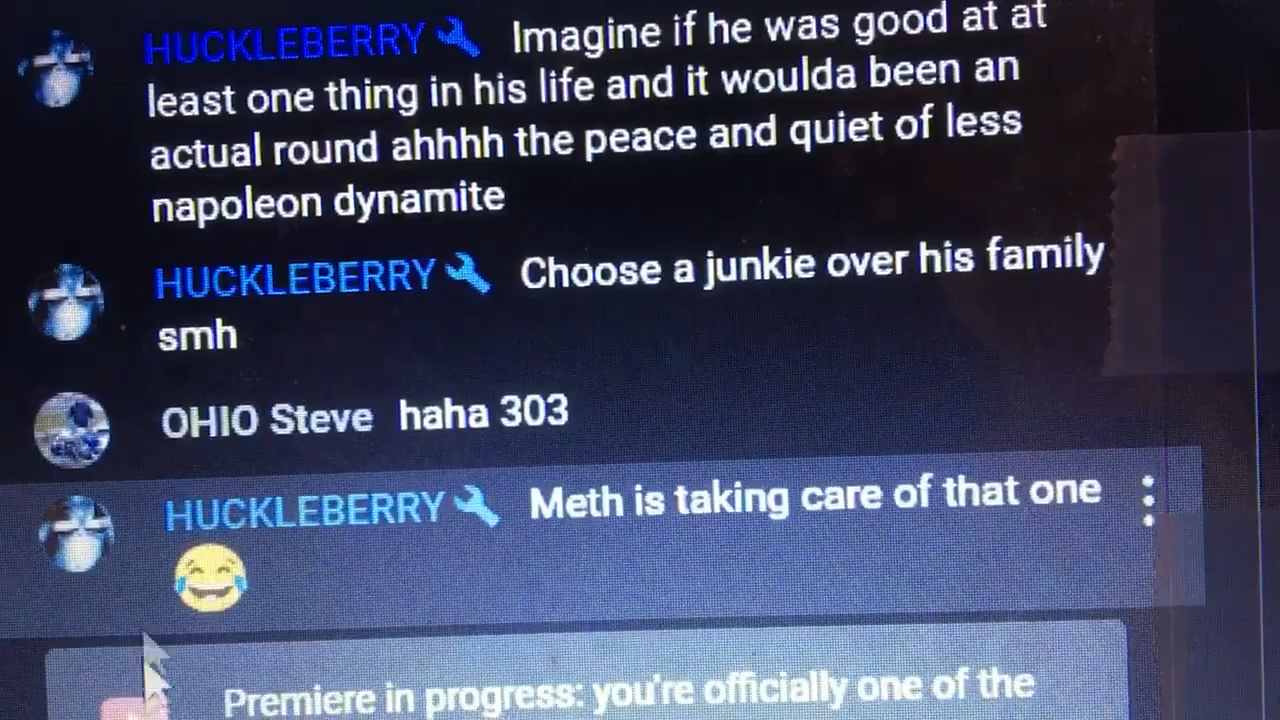 HUCKLEBERRY Imagine if he was good at at
least one thing in his life and it woulda been an
actual round ahhhh the peace and quiet of less
napoleon dynamite
HUCKLEBERRY Choose a junkie over his family
smh
OHIO Steve haha 303
HUCKLEBERRY Meth is taking care of that one
😂
Premiere in progress: you're officially one of the